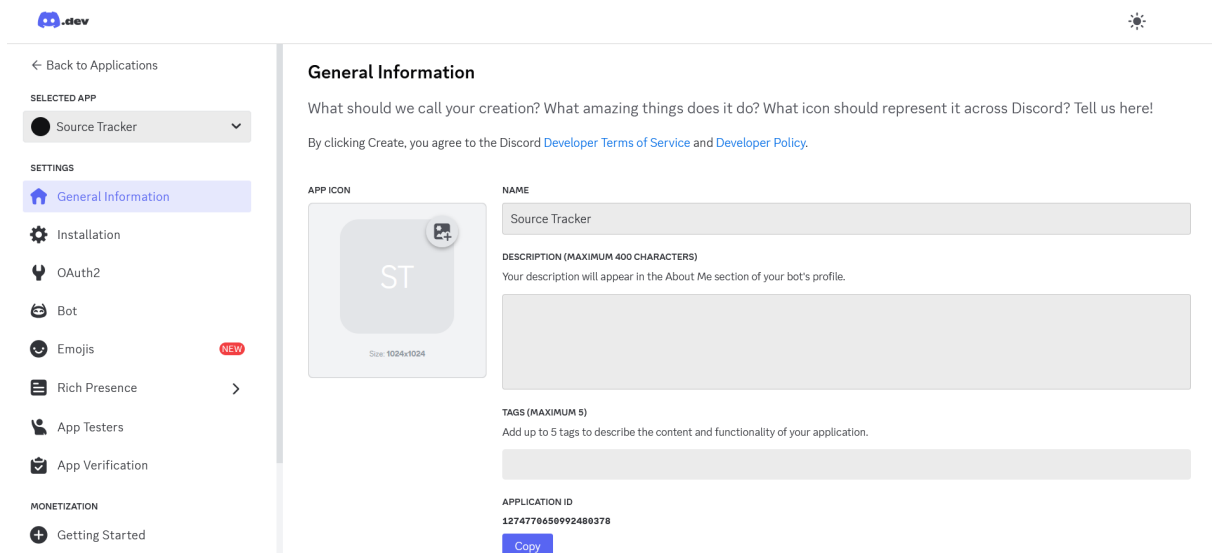 .dev
Back to Applications
SELECTED APP
Source Tracker
SETTINGS
General Information
Installation
OAuth2
Bot
Emojis
NEW
Rich Presence
App Testers
App Verification
MONETIZATION
Getting Started
General Information
What should we call your creation? What amazing things does it do? What icon should represent it across Discord? Tell us here!
By clicking Create, you agree to the Discord Developer Terms of Service and Developer Policy.
APP ICON
ST
Size: 1024x1024
NAME
Source Tracker
DESCRIPTION (MAXIMUM 400 CHARACTERS)
Your description will appear in the About Me section of your bot's profile.
TAGS (MAXIMUM 5)
Add up to 5 tags to describe the content and functionality of your application.
APPLICATION ID
1274770650992480378
Copy